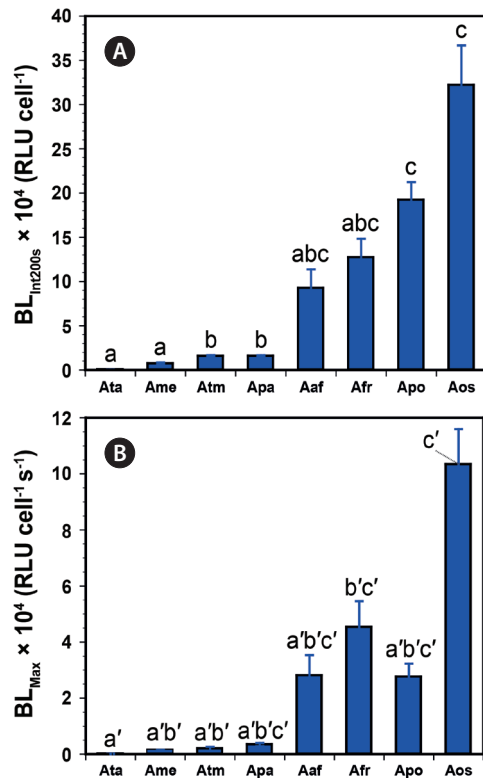 A
BL_Int200s × 10⁴ (RLU cell⁻¹)
40
35
30
25
20
15
10
5
0
a a b b abc abc c c
Ata Ame Atm Apa Aaf Afr Apo Aos
B
BL_Max × 10⁴ (RLU cell⁻¹ s⁻¹)
12
10
8
6
4
2
0
a′ a′b′ a′b′ a′b′c′ a′b′c′ b′c′ a′b′c′ c′
Ata Ame Atm Apa Aaf Afr Apo Aos